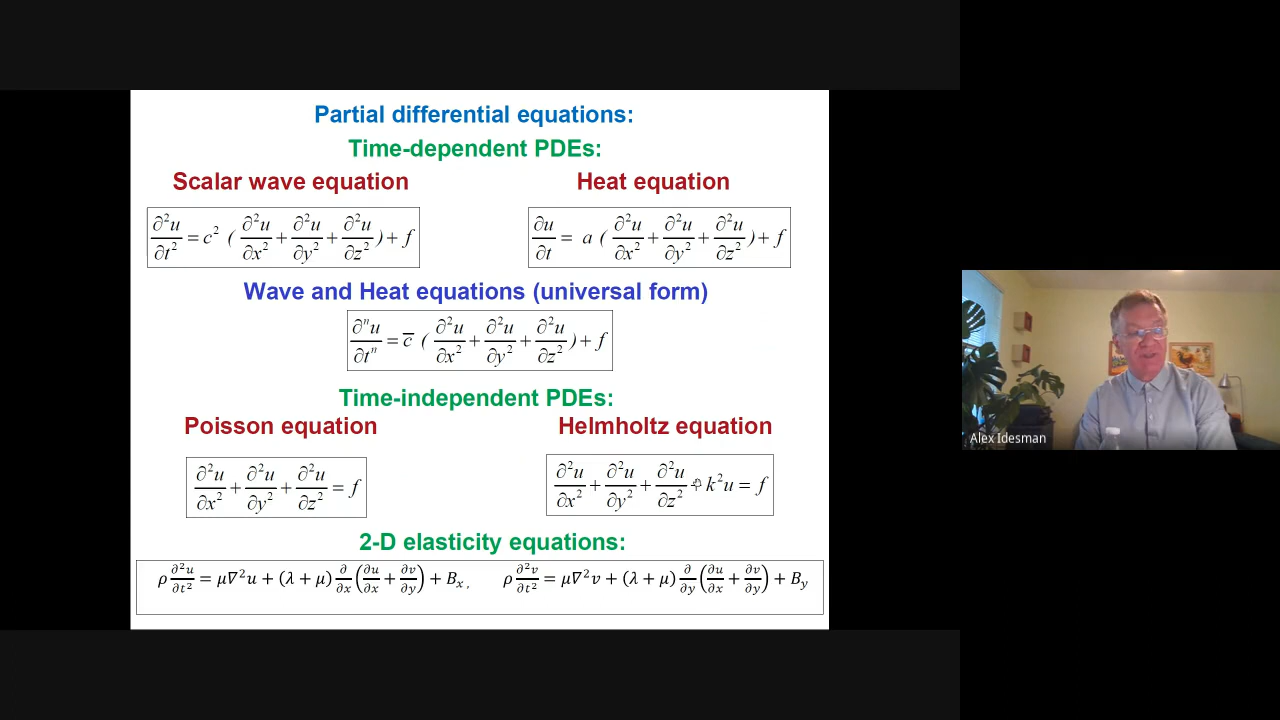 Partial differential equations:
Time-dependent PDEs:
Scalar wave equation
Heat equation
∂²u/∂t² = c² ( ∂²u/∂x² + ∂²u/∂y² + ∂²u/∂z² ) + f
∂u/∂t = a ( ∂²u/∂x² + ∂²u/∂y² + ∂²u/∂z² ) + f
Wave and Heat equations (universal form)
∂ⁿu/∂tⁿ = c̅ ( ∂²u/∂x² + ∂²u/∂y² + ∂²u/∂z² ) + f
Time-independent PDEs:
Poisson equation
Helmholtz equation
∂²u/∂x² + ∂²u/∂y² + ∂²u/∂z² = f
∂²u/∂x² + ∂²u/∂y² + ∂²u/∂z² + k²u = f
2-D elasticity equations:
ρ ∂²u/∂t² = μ∇²u + (λ + μ) ∂/∂x (∂u/∂x + ∂v/∂y) + Bₓ , ρ ∂²v/∂t² = μ∇²v + (λ + μ) ∂/∂y (∂u/∂x + ∂v/∂y) + B_y
Alex Idesman